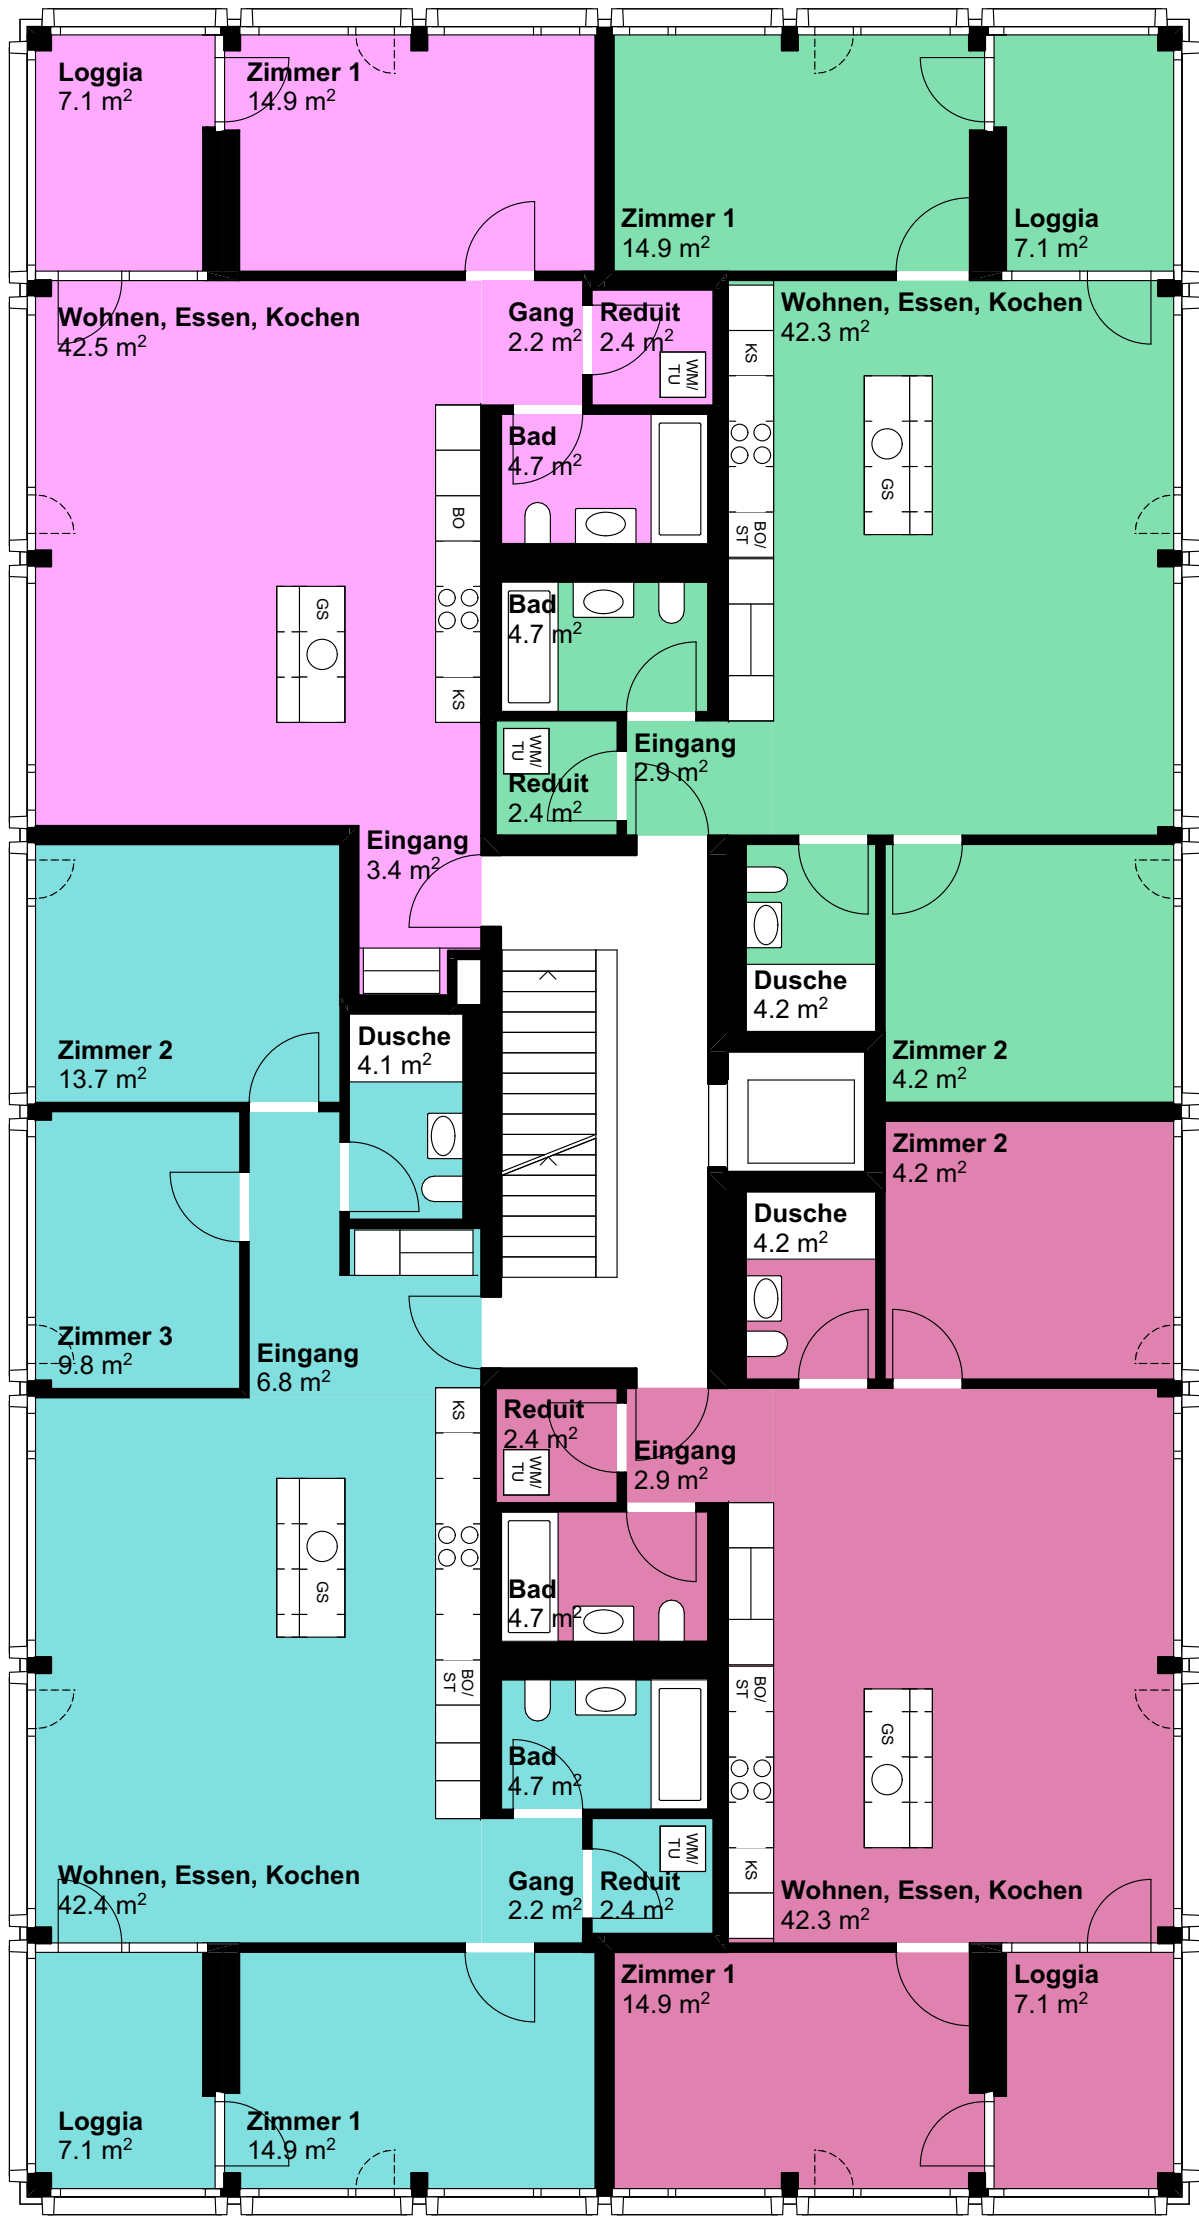 Loggia
7.1 m²
Zimmer 1
14.9 m²
Zimmer 1
14.9 m²
Loggia
7.1 m²
Wohnen, Essen, Kochen
42.5 m²
Gang
2.2 m²
Reduit
2.4 m²
WM/
TU
KS
Wohnen, Essen, Kochen
42.3 m²
Bad
4.7 m²
BO
GS
BO/
ST
GS
KS
Bad
4.7 m²
WM/
TU
Reduit
2.4 m²
Eingang
2.9 m²
Eingang
3.4 m²
Zimmer 2
13.7 m²
Dusche
4.1 m²
Dusche
4.2 m²
Zimmer 2
4.2 m²
Zimmer 2
4.2 m²
Dusche
4.2 m²
Zimmer 3
9.8 m²
Eingang
6.8 m²
KS
Reduit
2.4 m²
WM/
TU
Eingang
2.9 m²
GS
Bad
4.7 m²
BO/
ST
BO/
ST
GS
Bad
4.7 m²
WM/
TU
KS
Wohnen, Essen, Kochen
42.4 m²
Gang
2.2 m²
Reduit
2.4 m²
Wohnen, Essen, Kochen
42.3 m²
Zimmer 1
14.9 m²
Loggia
7.1 m²
Loggia
7.1 m²
Zimmer 1
14.9 m²